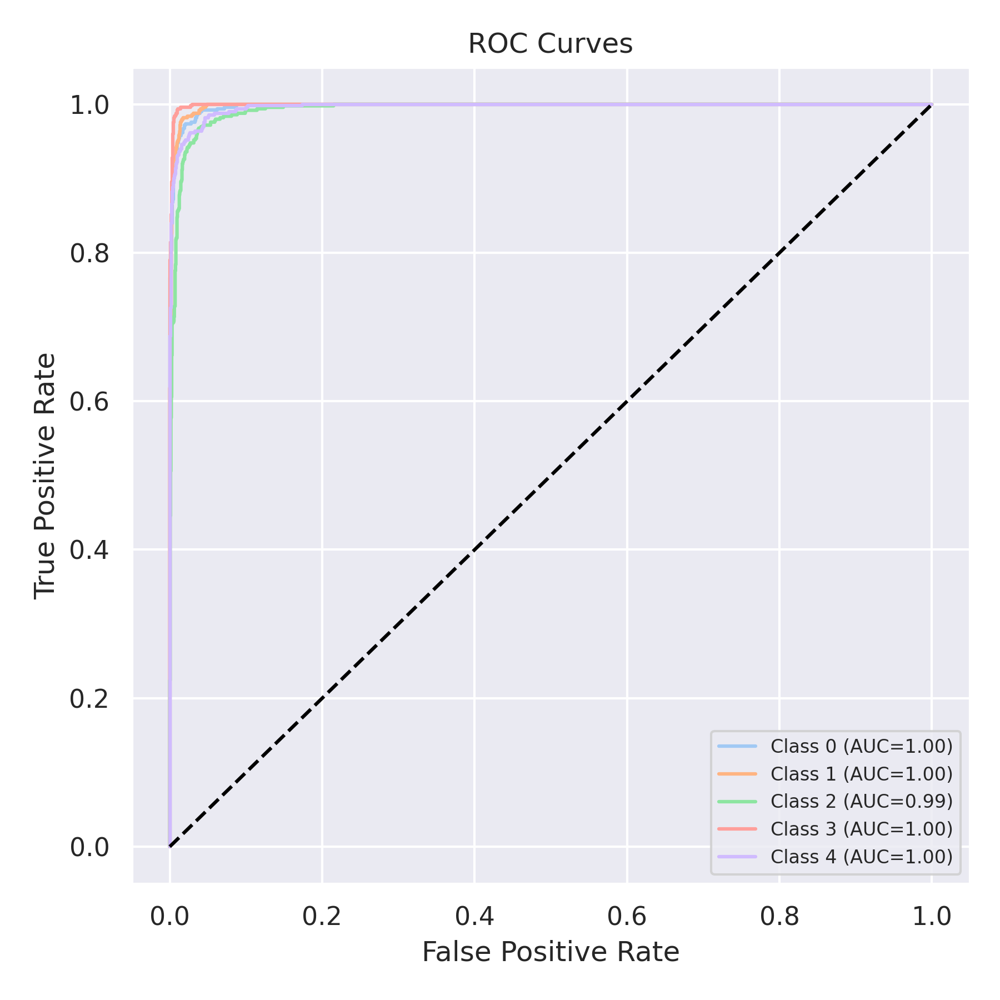 ROC Curves
True Positive Rate
1.0
0.8
0.6
0.4
0.2
0.0
Class 0 (AUC=1.00)
Class 1 (AUC=1.00)
Class 2 (AUC=0.99)
Class 3 (AUC=1.00)
Class 4 (AUC=1.00)
0.0 0.2 0.4 0.6 0.8 1.0
False Positive Rate